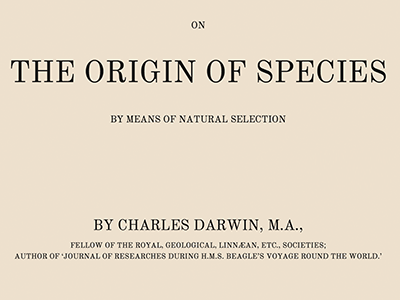 ON
THE ORIGIN OF SPECIES
BY MEANS OF NATURAL SELECTION
BY CHARLES DARWIN, M.A.,
FELLOW OF THE ROYAL, GEOLOGICAL, LINNÆAN, ETC., SOCIETIES;
AUTHOR OF ‘JOURNAL OF RESEARCHES DURING H.M.S. BEAGLE’S VOYAGE ROUND THE WORLD.’